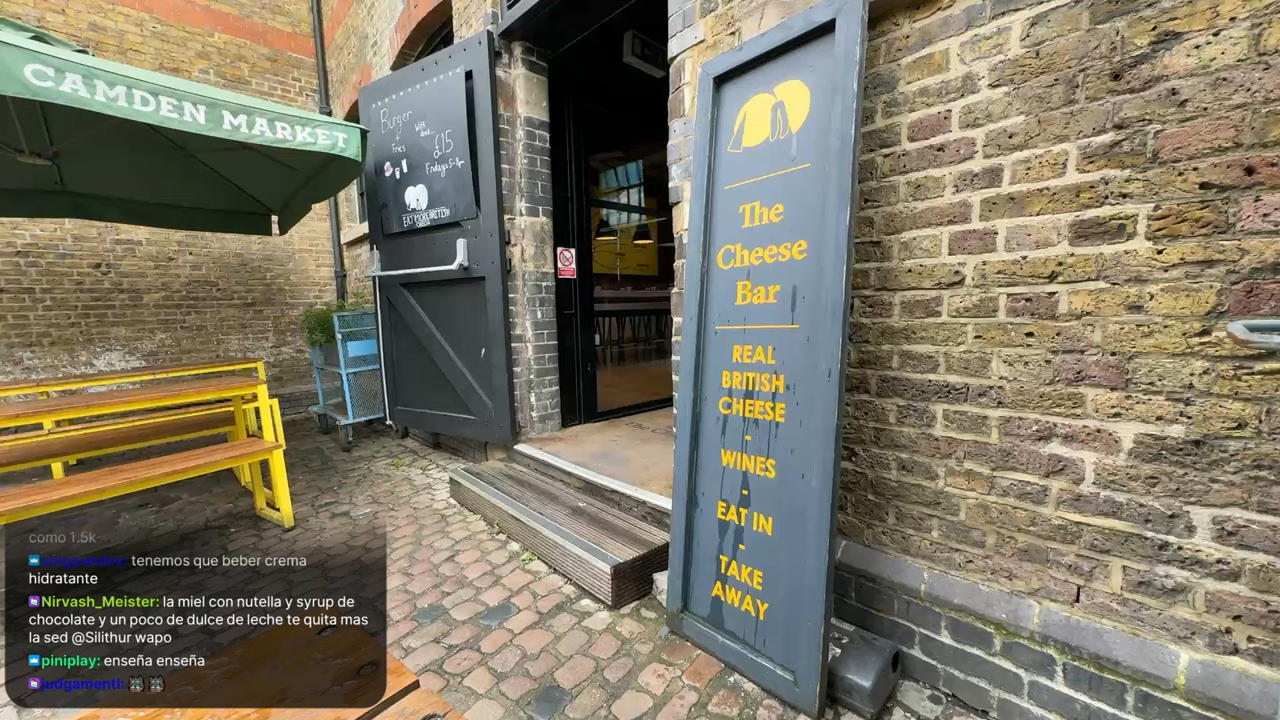 CAMDEN MARKET
Burger
+
Fries
With
drink..
£15
Fridays 5-8pm
EAT MORE BRITISH
CHEESE
The
Cheese
Bar
REAL
BRITISH
CHEESE
-
WINES
-
EAT IN
-
TAKE
AWAY
como 1.5k
tenemos que beber crema
hidratante
Nirvash_Meister: la miel con nutella y syrup de
chocolate y un poco de dulce de leche te quita mas
la sed @Silithur wapo
piniplay: enseña enseña
judgamentl: